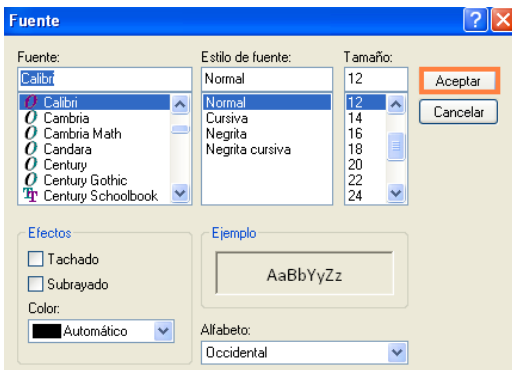 Fuente
Fuente:
Calibri
Calibri
Cambria
Cambria Math
Candara
Century
Century Gothic
Century Schoolbook
Estilo de fuente:
Normal
Normal
Cursiva
Negrita
Negrita cursiva
Tamaño:
12
12
14
16
18
20
22
24
Aceptar
Cancelar
Efectos
Tachado
Subrayado
Color:
Automático
Ejemplo
AaBbYyZz
Alfabeto:
Occidental